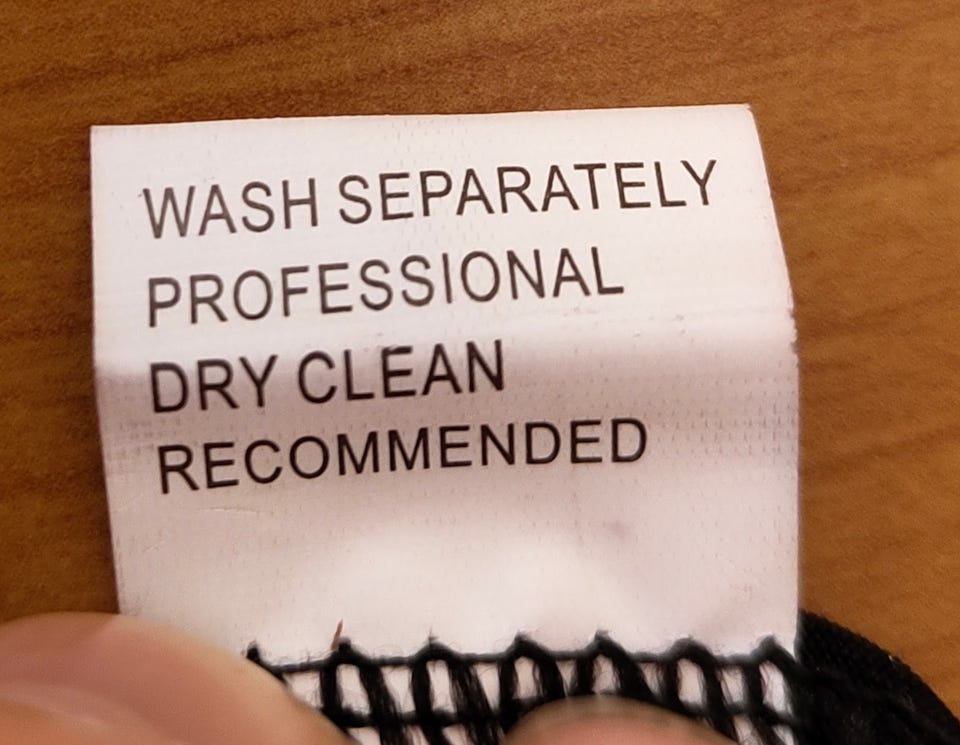 WASH SEPARATELY
PROFESSIONAL
DRY CLEAN
RECOMMENDED